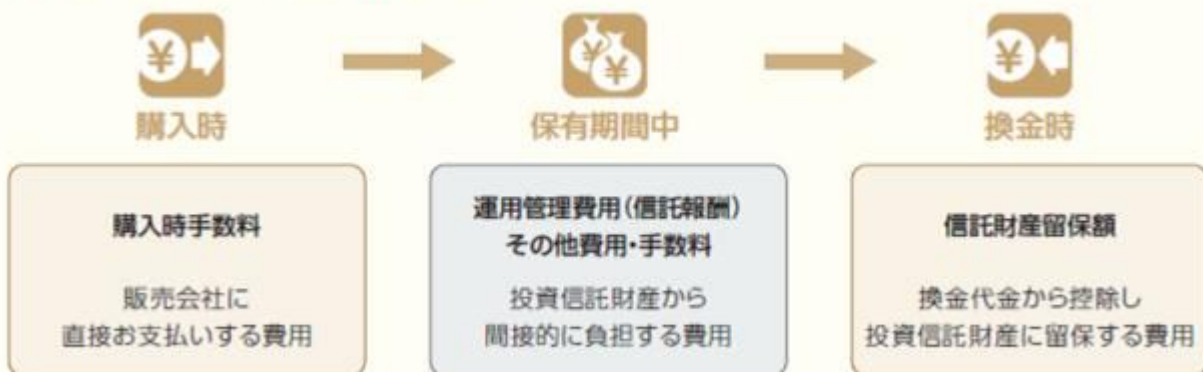 購入時
保有期間中
換金時
購入時手数料
販売会社に
直接お支払いする費用
運用管理費用(信託報酬)
その他費用・手数料
投資信託財産から
間接的に負担する費用
信託財産留保額
換金代金から控除し
投資信託財産に留保する費用